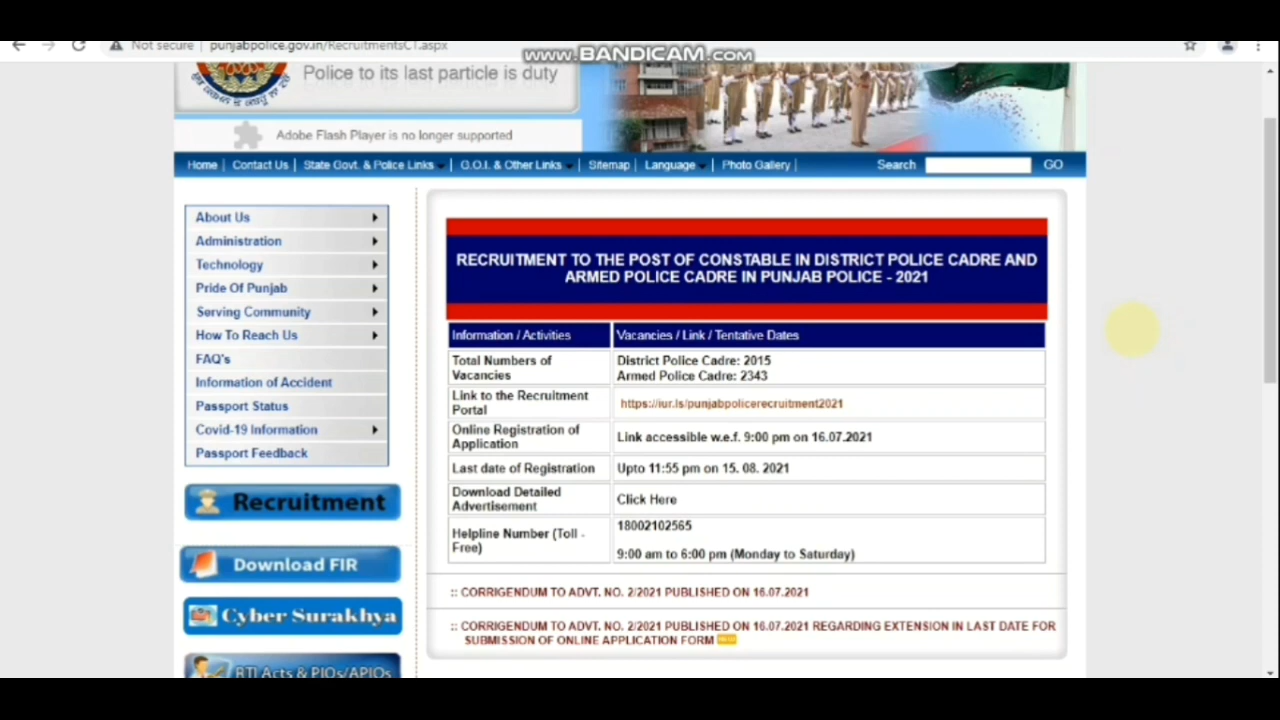 Not secure
punjabpolice.gov.in/RecruitmentsCT.aspx
www.BANDICAM.com
Police to its last particle is duty
Adobe Flash Player is no longer supported
Home | Contact Us | State Govt. & Police Links | G.O.I. & Other Links | Sitemap | Language | Photo Gallery |
Search
GO
About Us
Administration
Technology
Pride Of Punjab
Serving Community
How To Reach Us
FAQ's
Information of Accident
Passport Status
Covid-19 Information
Passport Feedback
Recruitment
Download FIR
Cyber Surakhya
RTI Acts & PIOs/APIOs
RECRUITMENT TO THE POST OF CONSTABLE IN DISTRICT POLICE CADRE AND
ARMED POLICE CADRE IN PUNJAB POLICE - 2021
Information / Activities
Vacancies / Link / Tentative Dates
Total Numbers of
Vacancies
District Police Cadre: 2015
Armed Police Cadre: 2343
Link to the Recruitment
Portal
https://iur.ls/punjabpolicerecruitment2021
Online Registration of
Application
Link accessible w.e.f. 9:00 pm on 16.07.2021
Last date of Registration
Upto 11:55 pm on 15. 08. 2021
Download Detailed
Advertisement
Click Here
Helpline Number (Toll -
Free)
18002102565
9:00 am to 6:00 pm (Monday to Saturday)
:: CORRIGENDUM TO ADVT. NO. 2/2021 PUBLISHED ON 16.07.2021
:: CORRIGENDUM TO ADVT. NO. 2/2021 PUBLISHED ON 16.07.2021 REGARDING EXTENSION IN LAST DATE FOR
SUBMISSION OF ONLINE APPLICATION FORM